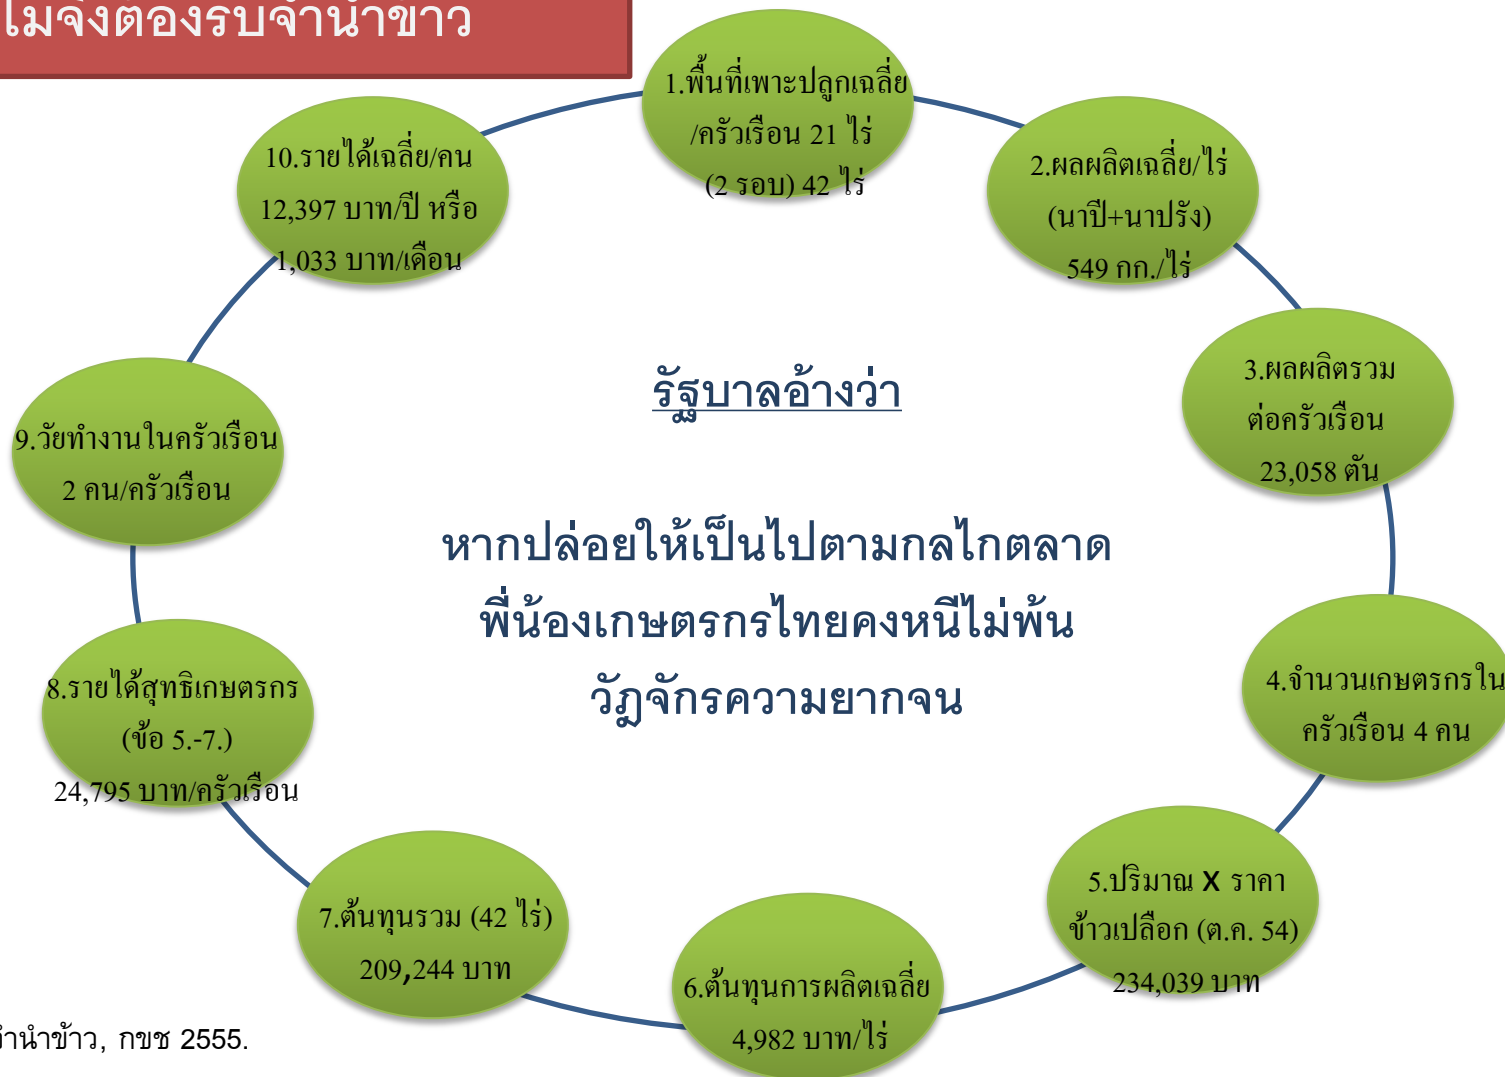 ไมจึงต้องรับจำนำข้าว
1.พื้นที่เพาะปลูกเฉลี่ย
/ครัวเรือน 21 ไร่
(2 รอบ) 42 ไร่
2.ผลผลิตเฉลี่ย/ไร่
(นาปี+นาปรัง)
549 กก./ไร่
3.ผลผลิตรวม
ต่อครัวเรือน
23,058 ตัน
4.จำนวนเกษตรกรใน
ครัวเรือน 4 คน
5.ปริมาณ X ราคา
ข้าวเปลือก (ต.ค. 54)
234,039 บาท
6.ต้นทุนการผลิตเฉลี่ย
4,982 บาท/ไร่
7.ต้นทุนรวม (42 ไร่)
209,244 บาท
8.รายได้สุทธิเกษตรกร
(ข้อ 5.-7.)
24,795 บาท/ครัวเรือน
9.วัยทำงานในครัวเรือน
2 คน/ครัวเรือน
10.รายได้เฉลี่ย/คน
12,397 บาท/ปี หรือ
1,033 บาท/เดือน
รัฐบาลอ้างว่า
หากปล่อยให้เป็นไปตามกลไกตลาด
พี่น้องเกษตรกรไทยคงหนีไม่พ้น
วัฏจักรความยากจน
จำนำข้าว, กขช 2555.